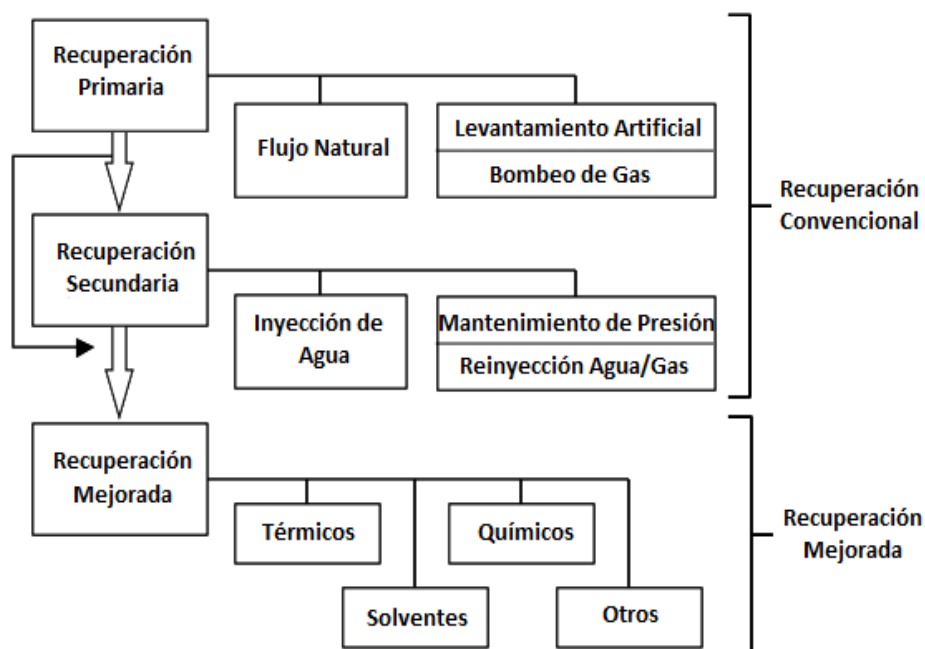 Recuperación
Primaria
Flujo Natural
Levantamiento Artificial
Bombeo de Gas
Recuperación
Convencional
Recuperación
Secundaria
Inyección de
Agua
Mantenimiento de Presión
Reinyección Agua/Gas
Recuperación
Mejorada
Térmicos
Químicos
Solventes
Otros
Recuperación
Mejorada